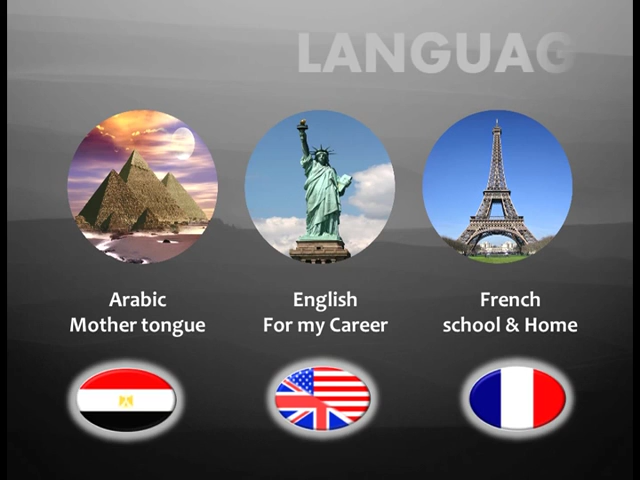 LANGUAG
Arabic
Mother tongue
English
For my Career
French
school & Home